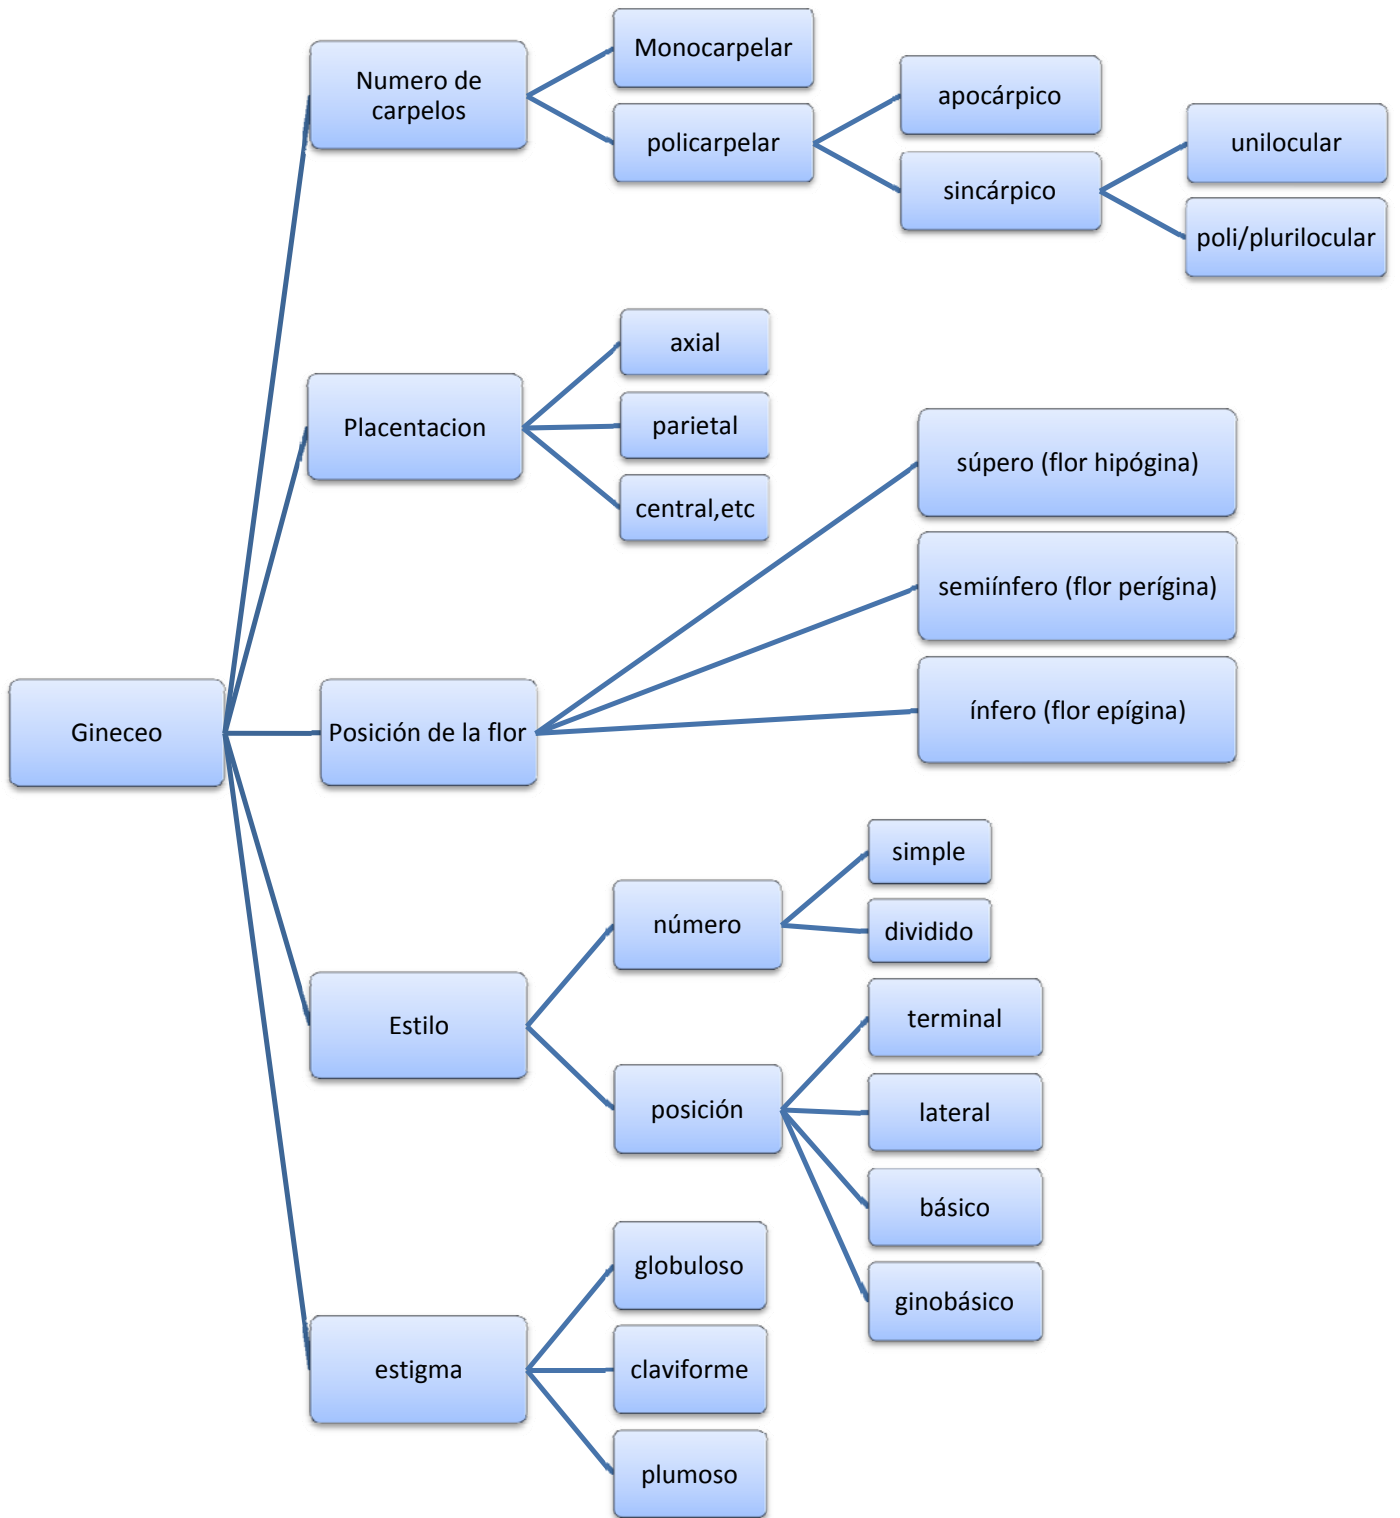 Gineceo
Numero de
carpelos
Monocarpelar
policarpelar
apocárpico
sincárpico
unilocular
poli/plurilocular
Placentacion
axial
parietal
central,etc
Posición de la flor
súpero (flor hipógina)
semiínfero (flor perígina)
ínfero (flor epígina)
Estilo
número
simple
dividido
posición
terminal
lateral
básico
ginobásico
estigma
globuloso
claviforme
plumoso